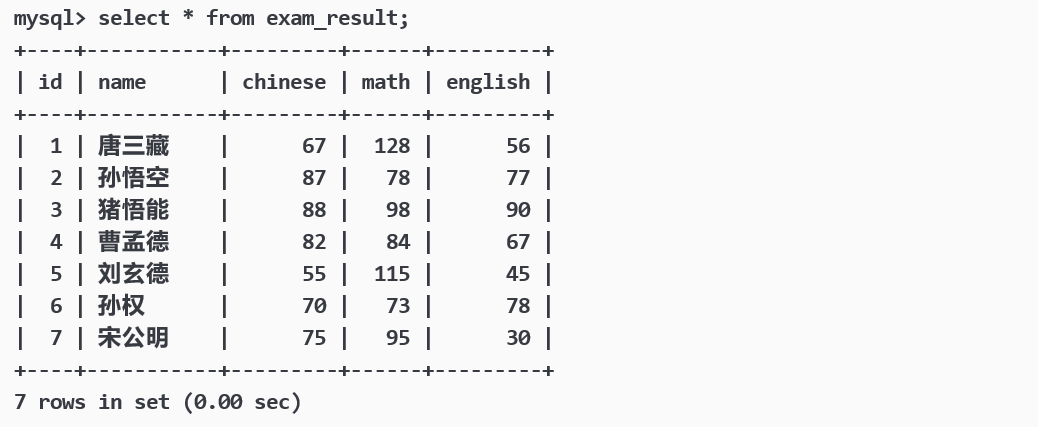 mysql> select * from exam_result;
+----+-----------+---------+------+---------+
| id | name      | chinese | math | english |
+----+-----------+---------+------+---------+
|  1 | 唐三藏    |      67 |  128 |      56 |
|  2 | 孙悟空    |      87 |   78 |      77 |
|  3 | 猪悟能    |      88 |   98 |      90 |
|  4 | 曹孟德    |      82 |   84 |      67 |
|  5 | 刘玄德    |      55 |  115 |      45 |
|  6 | 孙权      |      70 |   73 |      78 |
|  7 | 宋公明    |      75 |   95 |      30 |
+----+-----------+---------+------+---------+
7 rows in set (0.00 sec)